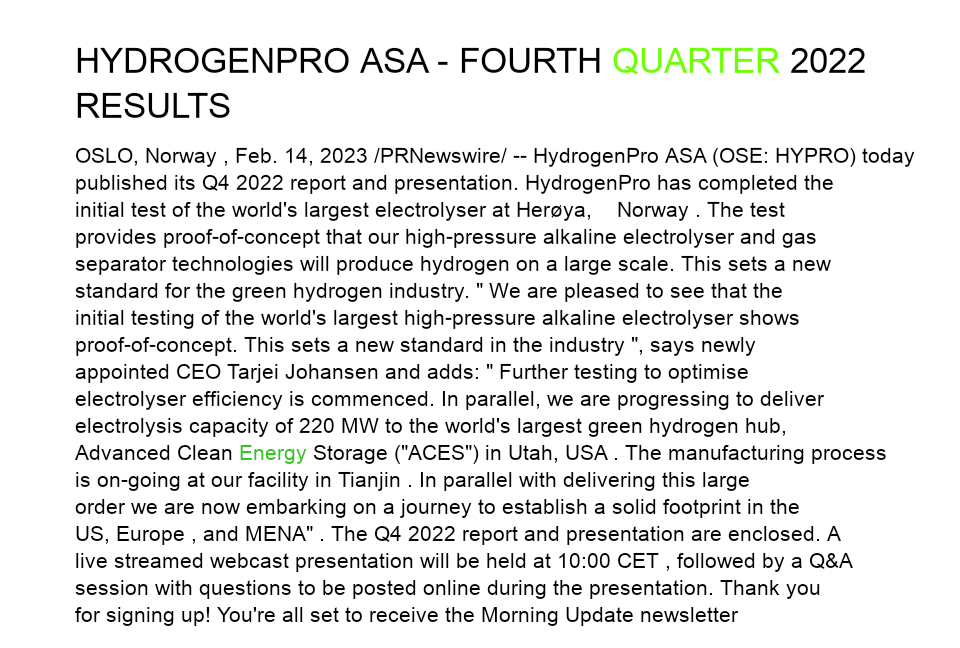 HYDROGENPRO ASA - FOURTH QUARTER 2022
RESULTS
OSLO, Norway , Feb. 14, 2023 /PRNewswire/ -- HydrogenPro ASA (OSE: HYPRO) today
published its Q4 2022 report and presentation. HydrogenPro has completed the
initial test of the world's largest electrolyser at Herøya,    Norway . The test
provides proof-of-concept that our high-pressure alkaline electrolyser and gas
separator technologies will produce hydrogen on a large scale. This sets a new
standard for the green hydrogen industry. " We are pleased to see that the
initial testing of the world's largest high-pressure alkaline electrolyser shows
proof-of-concept. This sets a new standard in the industry ", says newly
appointed CEO Tarjei Johansen and adds: " Further testing to optimise
electrolyser efficiency is commenced. In parallel, we are progressing to deliver
electrolysis capacity of 220 MW to the world's largest green hydrogen hub,
Advanced Clean Energy Storage ("ACES") in Utah, USA . The manufacturing process
is on-going at our facility in Tianjin . In parallel with delivering this large
order we are now embarking on a journey to establish a solid footprint in the
US, Europe , and MENA" . The Q4 2022 report and presentation are enclosed. A
live streamed webcast presentation will be held at 10:00 CET , followed by a Q&A
session with questions to be posted online during the presentation. Thank you
for signing up! You're all set to receive the Morning Update newsletter